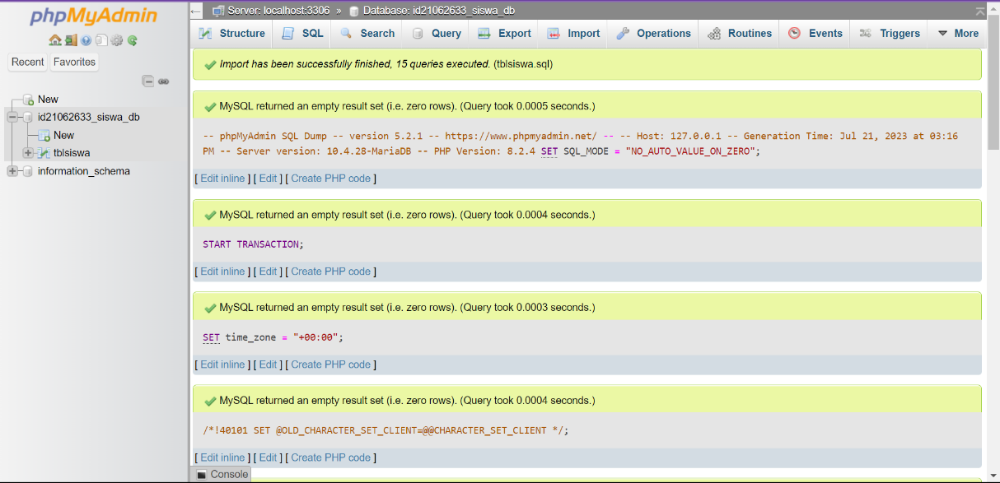 phpMyAdmin
Recent Favorites
New
id21062633_siswa_db
New
tblsiswa
information_schema
Server: localhost:3306 » Database: id21062633_siswa_db
Structure SQL Search Query Export Import Operations Routines Events Triggers More
Import has been successfully finished, 15 queries executed. (tblsiswa.sql)
MySQL returned an empty result set (i.e. zero rows). (Query took 0.0005 seconds.)
-- phpMyAdmin SQL Dump -- version 5.2.1 -- https://www.phpmyadmin.net/ -- -- Host: 127.0.0.1 -- Generation Time: Jul 21, 2023 at 03:16
PM -- Server version: 10.4.28-MariaDB -- PHP Version: 8.2.4 SET SQL_MODE = "NO_AUTO_VALUE_ON_ZERO";
[ Edit inline ] [ Edit ] [ Create PHP code ]
MySQL returned an empty result set (i.e. zero rows). (Query took 0.0004 seconds.)
START TRANSACTION;
[ Edit inline ] [ Edit ] [ Create PHP code ]
MySQL returned an empty result set (i.e. zero rows). (Query took 0.0003 seconds.)
SET time_zone = "+00:00";
[ Edit inline ] [ Edit ] [ Create PHP code ]
MySQL returned an empty result set (i.e. zero rows). (Query took 0.0004 seconds.)
/*!40101 SET @OLD_CHARACTER_SET_CLIENT=@@CHARACTER_SET_CLIENT */;
[ Edit inline ] [ Edit ] [ Create PHP code ]
Console